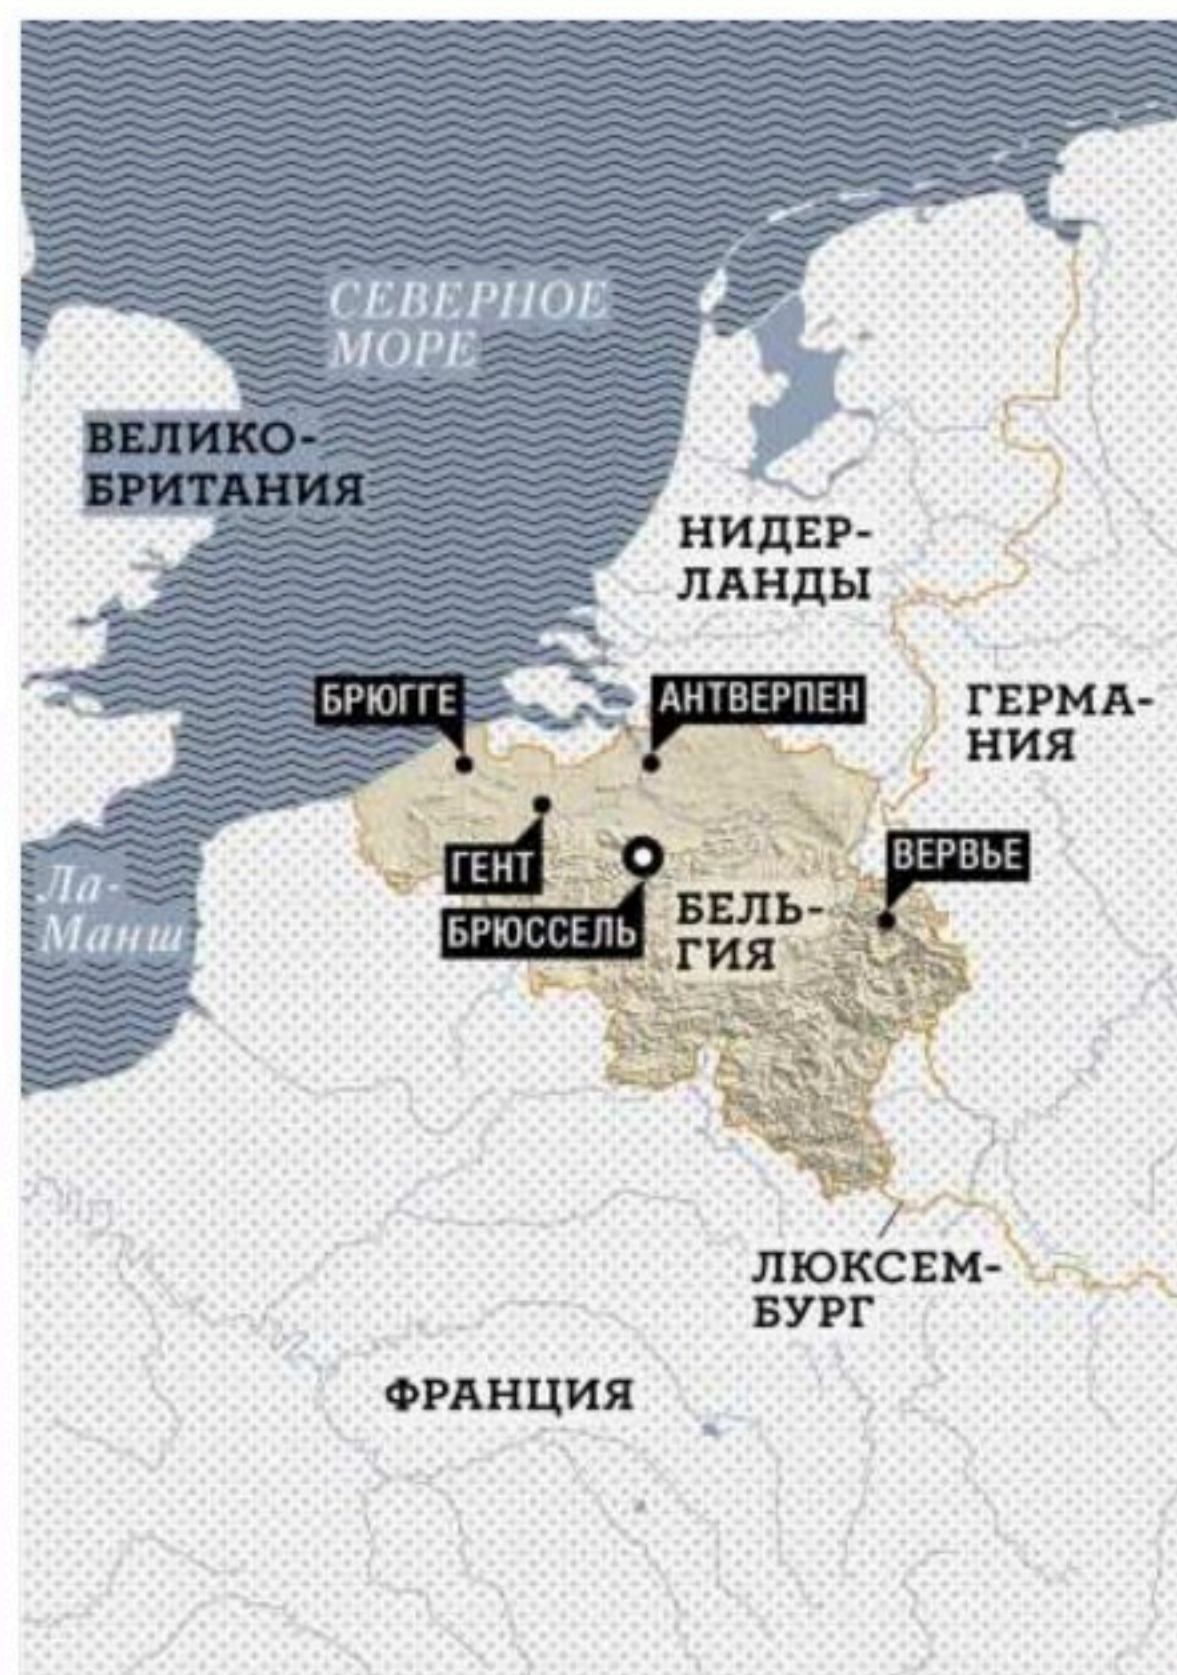 СЕВЕРНОЕ
МОРЕ
ВЕЛИКО-
БРИТАНИЯ
НИДЕР-
ЛАНДЫ
БРЮГГЕ
АНТВЕРПЕН
ГЕРМА-
НИЯ
ГЕНТ
ВЕРВЬЕ
Ла-
Манш
БРЮССЕЛЬ
БЕЛЬ-
ГИЯ
ЛЮКСЕМ-
БУРГ
ФРАНЦИЯ